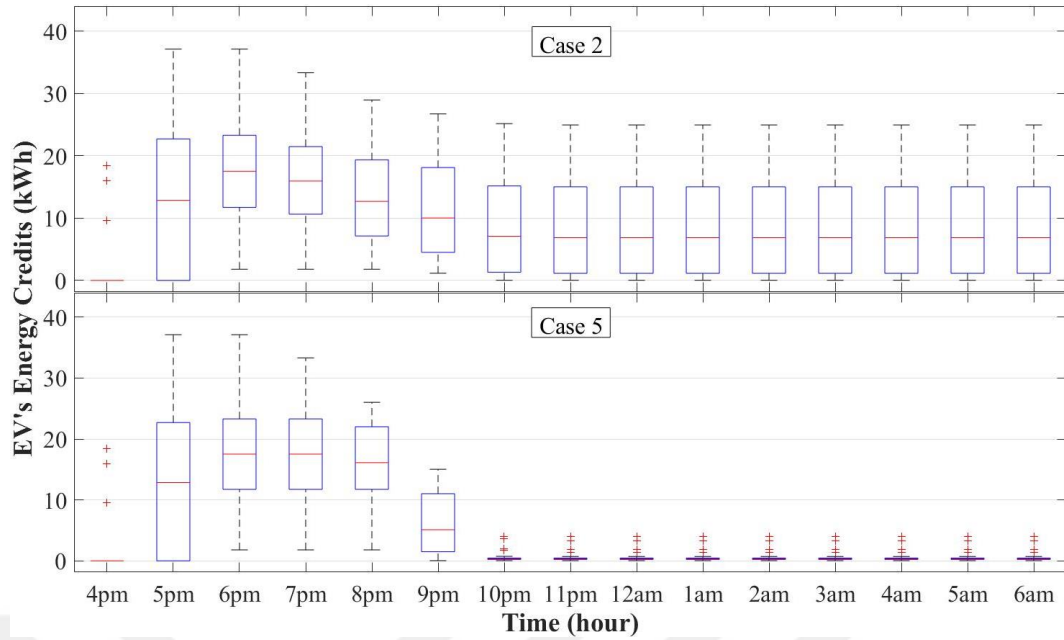 EV's Energy Credits (kWh)
Case 2
40
30
20
10
0
Case 5
40
30
20
10
0
4pm 5pm 6pm 7pm 8pm 9pm 10pm 11pm 12am 1am 2am 3am 4am 5am 6am
Time (hour)